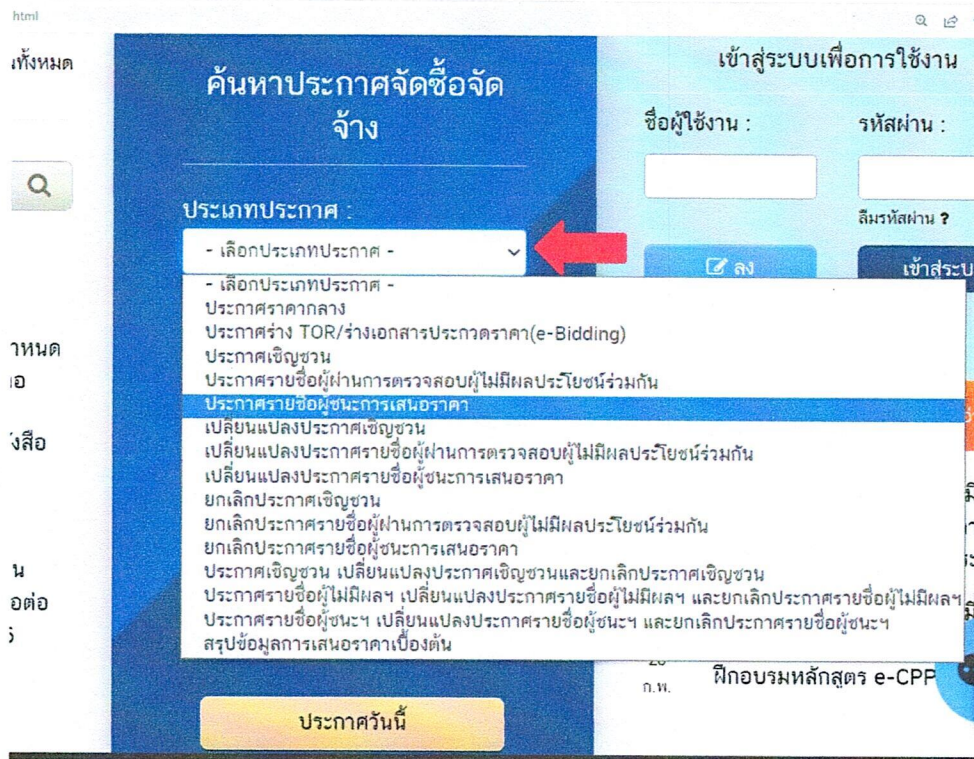 html
ค้นหาประกาศจัดซื้อจัด
จ้าง
ประเภทประกาศ :
- เลือกประเภทประกาศ -
- เลือกประเภทประกาศ -
ประกาศราคากลาง
ประกาศร่าง TOR/ร่างเอกสารประกวดราคา(e-Bidding)
ประกาศเชิญชวน
ประกาศรายชื่อผู้ผ่านการตรวจสอบผู้ไม่มีผลประโยชน์ร่วมกัน
ประกาศรายชื่อผู้ชนะการเสนอราคา
เปลี่ยนแปลงประกาศเชิญชวน
เปลี่ยนแปลงประกาศรายชื่อผู้ผ่านการตรวจสอบผู้ไม่มีผลประโยชน์ร่วมกัน
เปลี่ยนแปลงประกาศรายชื่อผู้ชนะการเสนอราคา
ยกเลิกประกาศเชิญชวน
ยกเลิกประกาศรายชื่อผู้ผ่านการตรวจสอบผู้ไม่มีผลประโยชน์ร่วมกัน
ยกเลิกประกาศรายชื่อผู้ชนะการเสนอราคา
ประกาศเชิญชวน เปลี่ยนแปลงประกาศเชิญชวนและยกเลิกประกาศเชิญชวน
ประกาศรายชื่อผู้ไม่มีผลฯ เปลี่ยนแปลงประกาศรายชื่อผู้ไม่มีผลฯ และยกเลิกประกาศรายชื่อผู้ไม่มีผลฯ
ประกาศรายชื่อผู้ชนะฯ เปลี่ยนแปลงประกาศรายชื่อผู้ชนะฯ และยกเลิกประกาศรายชื่อผู้ชนะฯ
สรุปข้อมูลการเสนอราคาเบื้องต้น
ประกาศวันนี้
เข้าสู่ระบบเพื่อการใช้งาน
ชื่อผู้ใช้งาน :
รหัสผ่าน :
ลืมรหัสผ่าน ?
ลง
เข้าสู่ระบ
ก.พ.
ฝึกอบรมหลักสูตร e-CPP